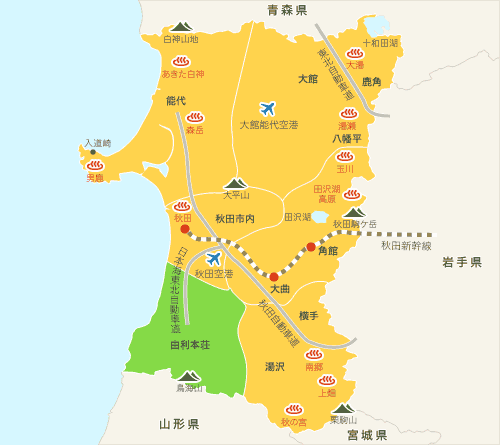 青森県
白神山地
十和田湖
あきた白神
大湯
大館
鹿角
東北自動車道
能代
大館能代空港
森岳
湯瀬
八幡平
入道崎
男鹿
玉川
大平山
田沢湖
高原
秋田
秋田市内
田沢湖
秋田駒ケ岳
秋田新幹線
角館
岩手県
日本海東北自動車道
秋田空港
大曲
秋田自動車道
横手
由利本荘
湯沢
南郷
鳥海山
上畑
秋の宮
栗駒山
山形県
宮城県